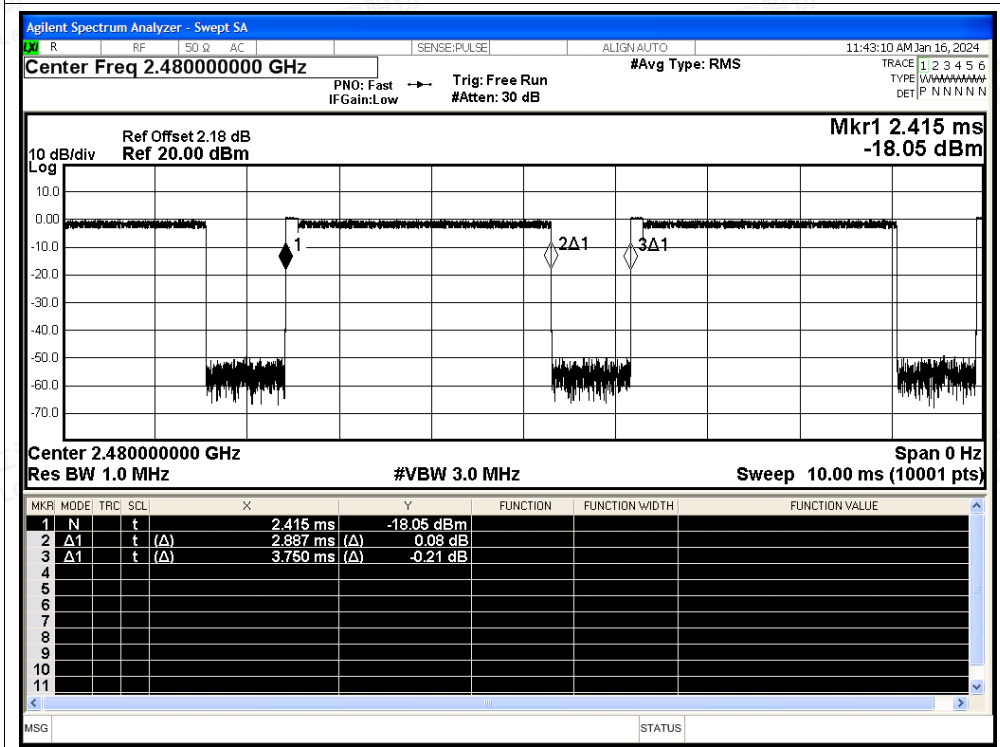 Agilent Spectrum Analyzer - Swept SA
LXI R RF 50 Ω AC SENSE:PULSE ALIGN AUTO 11:43:10 AM Jan 16, 2024
Center Freq 2.480000000 GHz #Avg Type: RMS TRACE 1 2 3 4 5 6
PNO: Fast Trig: Free Run TYPE WWWWWW
IFGain:Low #Atten: 30 dB DET P N N N N N
Mkr1 2.415 ms
Ref Offset 2.18 dB
10 dB/div Ref 20.00 dBm -18.05 dBm
Log
10.0
0.00
-10.0 1 2Δ1 3Δ1
-20.0
-30.0
-40.0
-50.0
-60.0
-70.0
Center 2.480000000 GHz Span 0 Hz
Res BW 1.0 MHz #VBW 3.0 MHz Sweep 10.00 ms (10001 pts)
MKR MODE TRC SCL X Y FUNCTION FUNCTION WIDTH FUNCTION VALUE
1 N t 2.415 ms -18.05 dBm
2 Δ1 t (Δ) 2.887 ms (Δ) 0.08 dB
3 Δ1 t (Δ) 3.750 ms (Δ) -0.21 dB
4
5
6
7
8
9
10
11
MSG STATUS